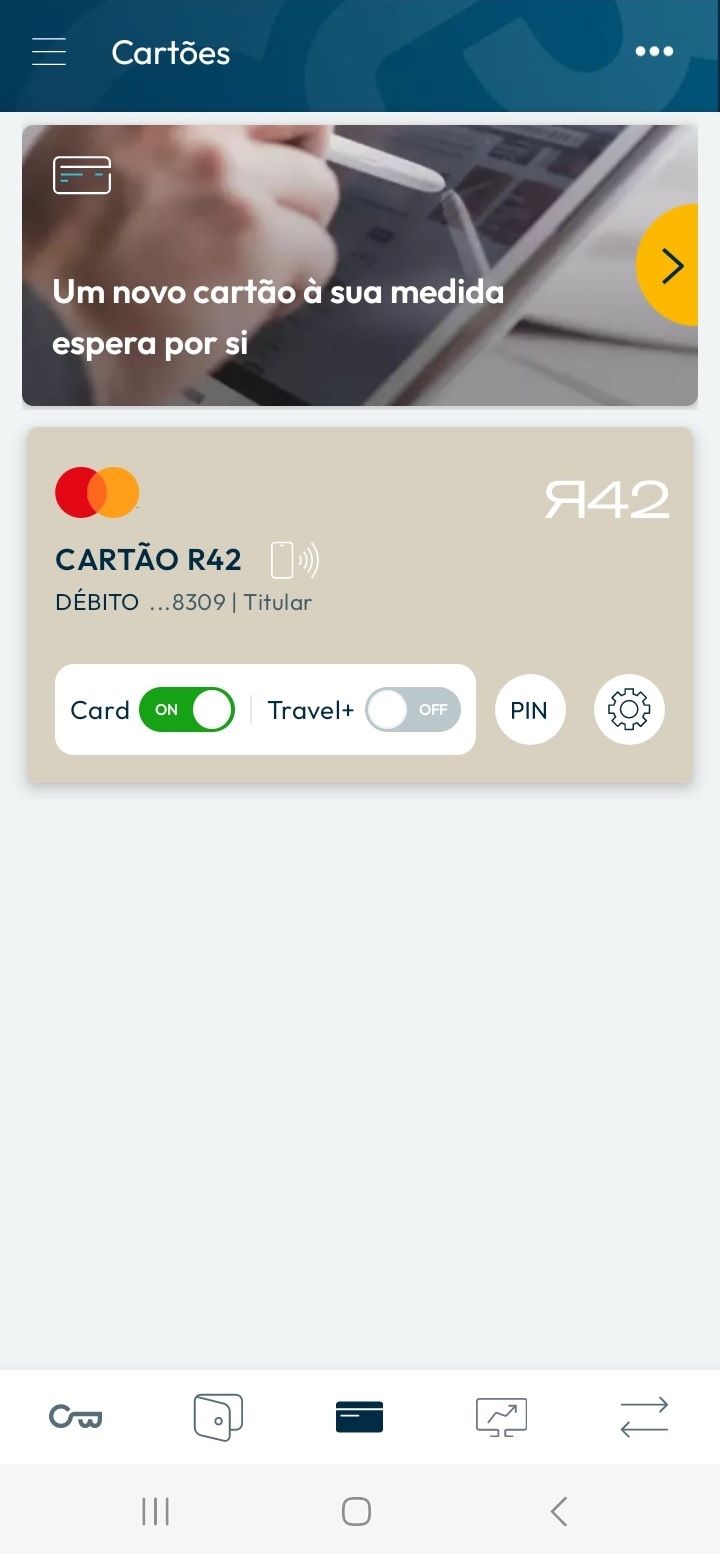 Cartões
Um novo cartão à sua medida
espera por si
R42
CARTÃO R42
DÉBITO ...8309 | Titular
Card ON Travel+ OFF PIN